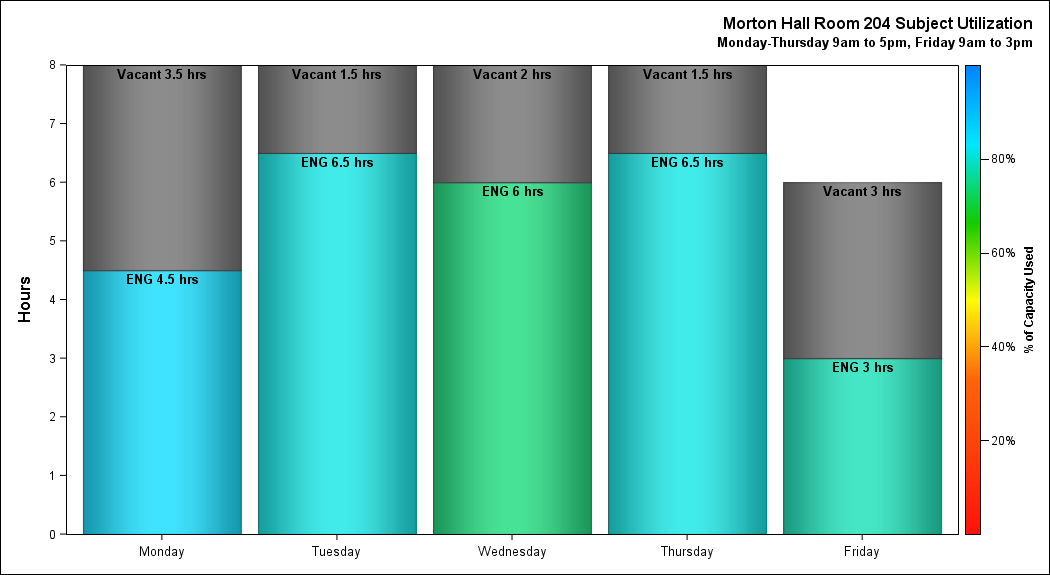 Morton Hall Room 204 Subject Utilization
Monday-Thursday 9am to 5pm, Friday 9am to 3pm
Hours
8
7
6
5
4
3
2
1
0
Vacant 3.5 hrs
ENG 4.5 hrs
Vacant 1.5 hrs
ENG 6.5 hrs
Vacant 2 hrs
ENG 6 hrs
Vacant 1.5 hrs
ENG 6.5 hrs
Vacant 3 hrs
ENG 3 hrs
Monday
Tuesday
Wednesday
Thursday
Friday
80%
60%
40%
20%
% of Capacity Used